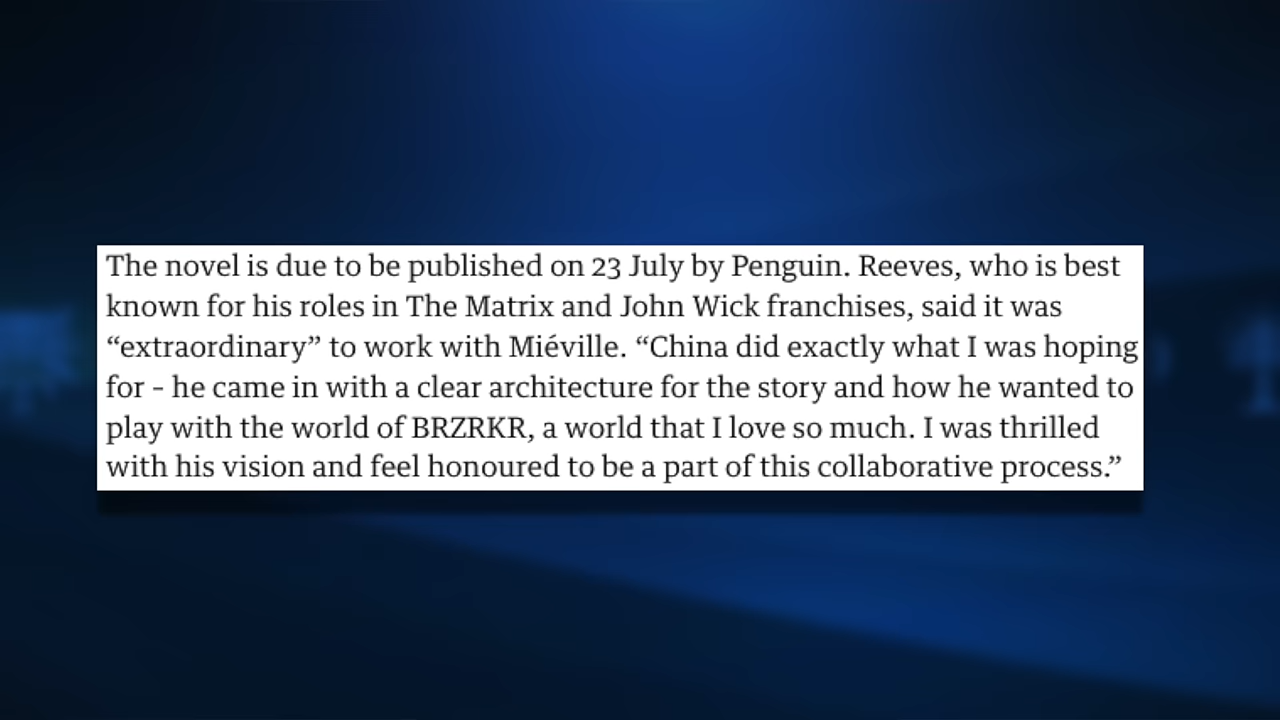 The novel is due to be published on 23 July by Penguin. Reeves, who is best
known for his roles in The Matrix and John Wick franchises, said it was
“extraordinary” to work with Miéville. “China did exactly what I was hoping
for – he came in with a clear architecture for the story and how he wanted to
play with the world of BRZRKR, a world that I love so much. I was thrilled
with his vision and feel honoured to be a part of this collaborative process.”